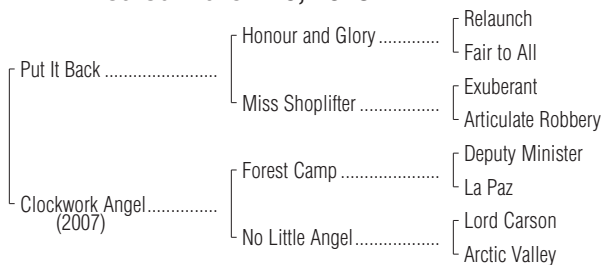 Relaunch
Honour and Glory ............
Fair to All
Put It Back .......................
Exuberant
Miss Shoplifter .................
Articulate Robbery
Deputy Minister
Forest Camp ....................
La Paz
Clockwork Angel..............
(2007)
Lord Carson
No Little Angel.................
Arctic Valley